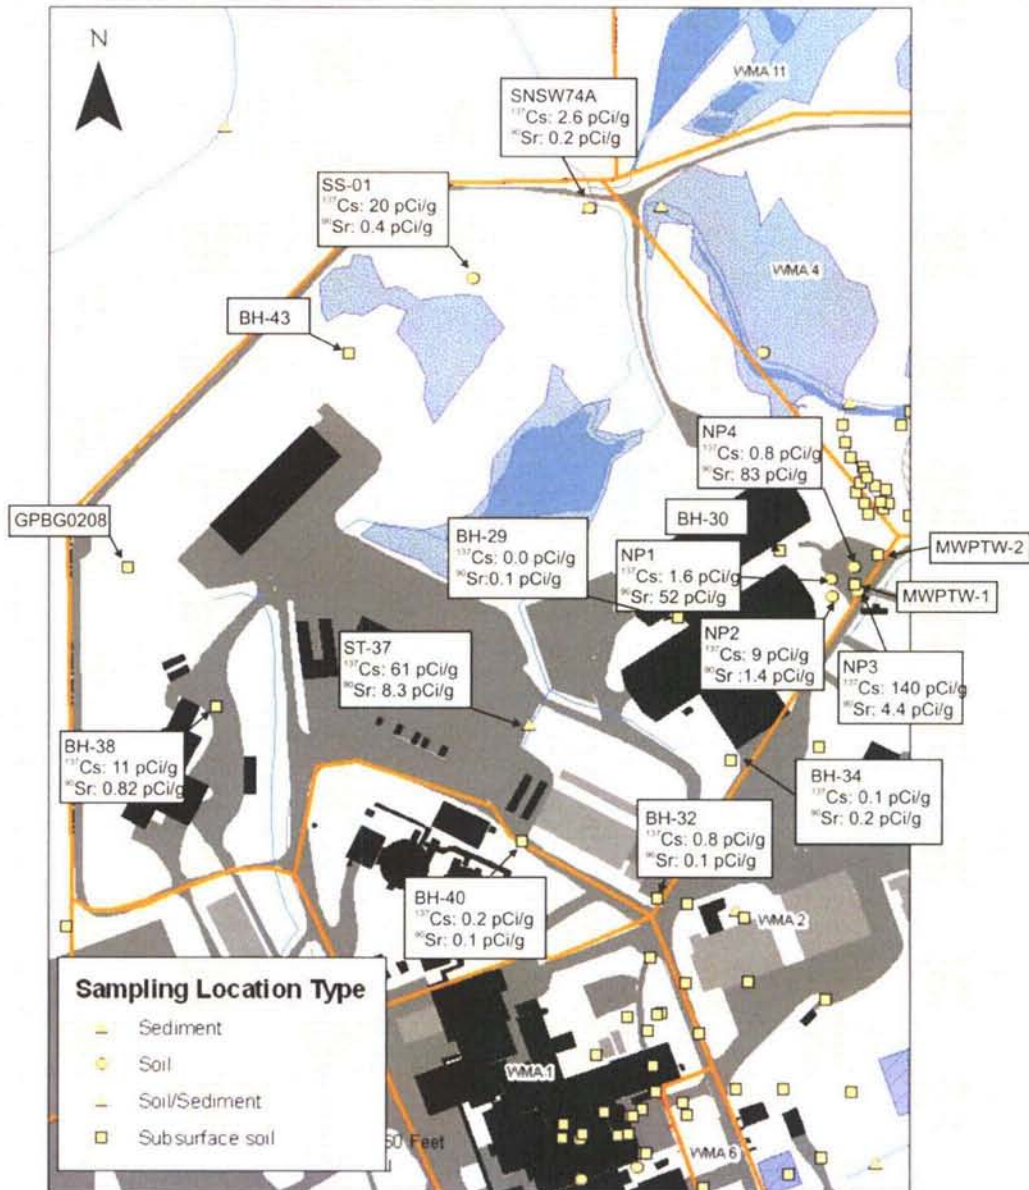 N
WMA 11
SNSW74A
¹³⁷Cs: 2.6 pCi/g
⁹⁰Sr: 0.2 pCi/g
SS-01
¹³⁷Cs: 20 pCi/g
⁹⁰Sr: 0.4 pCi/g
WMA 4
BH-43
NP4
¹³⁷Cs: 0.8 pCi/g
⁹⁰Sr: 83 pCi/g
GPBG0208
BH-29
¹³⁷Cs: 0.0 pCi/g
⁹⁰Sr:0.1 pCi/g
BH-30
MWPTW-2
NP1
¹³⁷Cs: 1.6 pCi/g
⁹⁰Sr: 52 pCi/g
MWPTW-1
ST-37
¹³⁷Cs: 61 pCi/g
⁹⁰Sr: 8.3 pCi/g
NP2
¹³⁷Cs: 9 pCi/g
⁹⁰Sr :1.4 pCi/g
NP3
¹³⁷Cs: 140 pCi/g
⁹⁰Sr: 4.4 pCi/g
BH-38
¹³⁷Cs: 11 pCi/g
⁹⁰Sr: 0.82 pCi/g
BH-34
¹³⁷Cs: 0.1 pCi/g
⁹⁰Sr: 0.2 pCi/g
BH-32
¹³⁷Cs: 0.8 pCi/g
⁹⁰Sr: 0.1 pCi/g
BH-40
¹³⁷Cs: 0.2 pCi/g
⁹⁰Sr: 0.1 pCi/g
WMA 2
Sampling Location Type
Sediment
Soil
Soil/Sediment
Subsurface soil
Feet
WMA 1
WMA 6